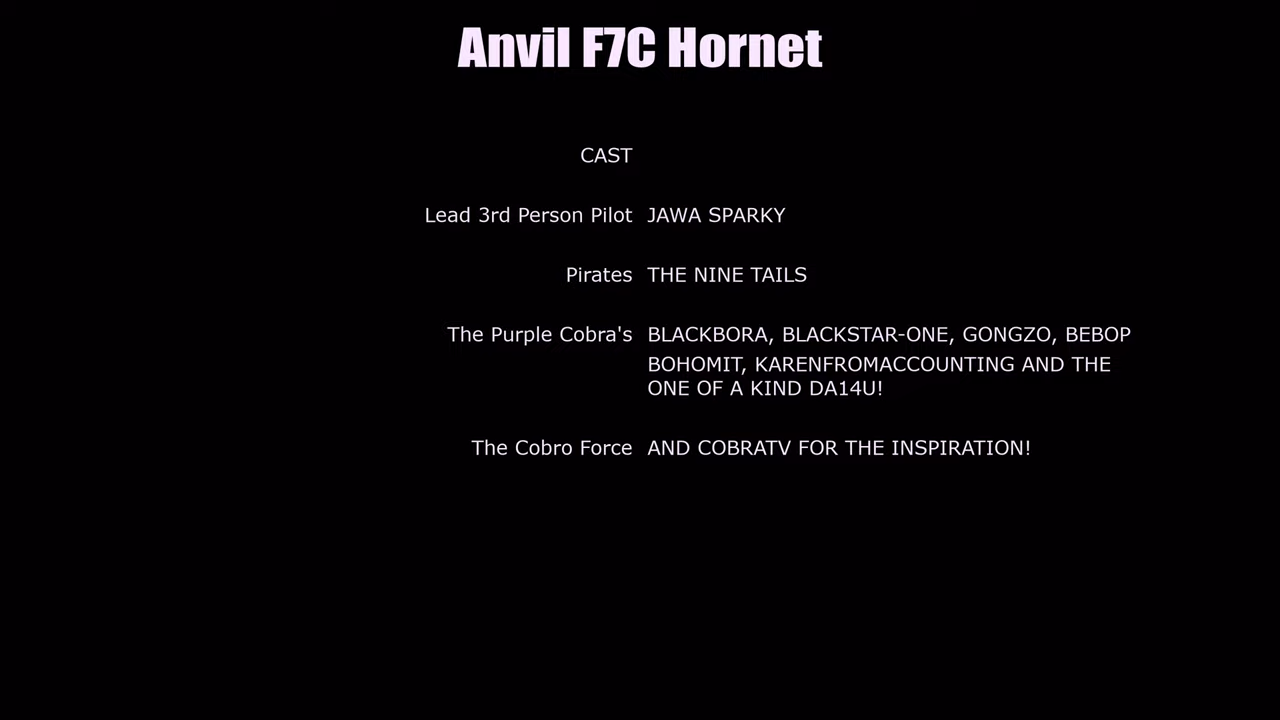 Anvil F7C Hornet
CAST
Lead 3rd Person Pilot JAWA SPARKY
Pirates THE NINE TAILS
The Purple Cobra's BLACKBORA, BLACKSTAR-ONE, GONGZO, BEBOP
BOHOMIT, KARENFROMACCOUNTING AND THE
ONE OF A KIND DA14U!
The Cobro Force AND COBRATV FOR THE INSPIRATION!